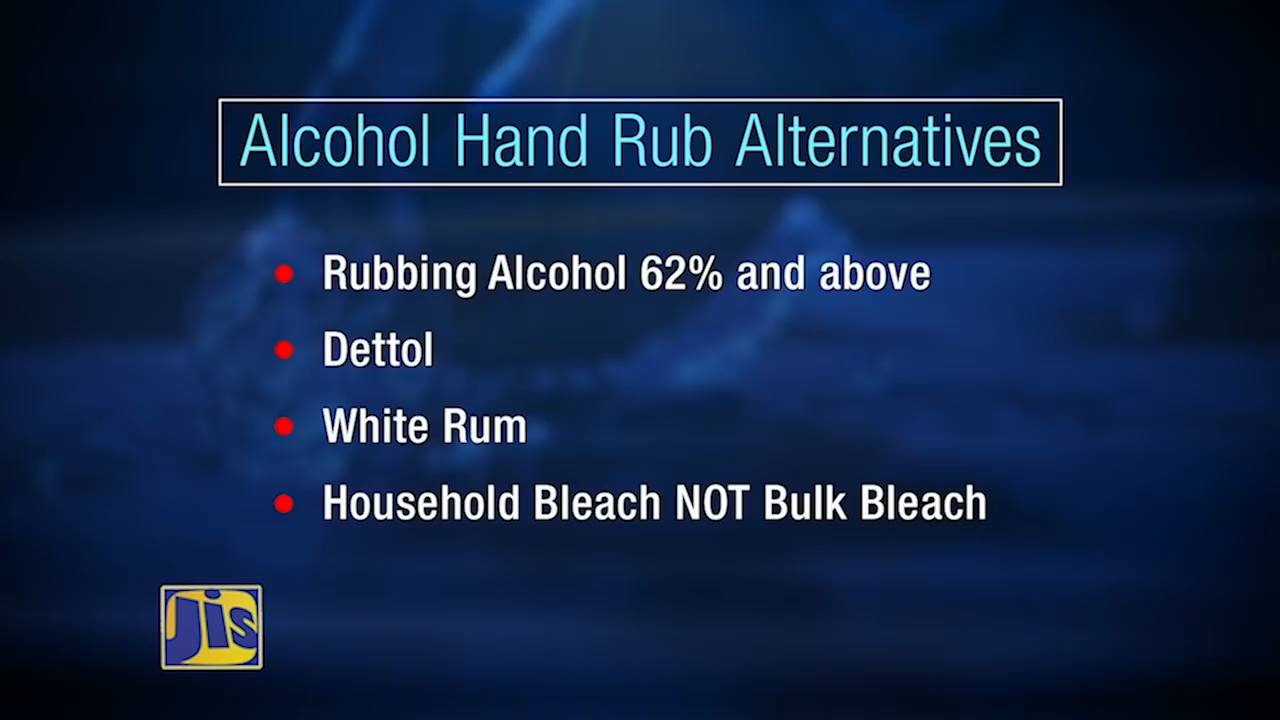 Alcohol Hand Rub Alternatives
Rubbing Alcohol 62% and above
Dettol
White Rum
Household Bleach NOT Bulk Bleach
Jis